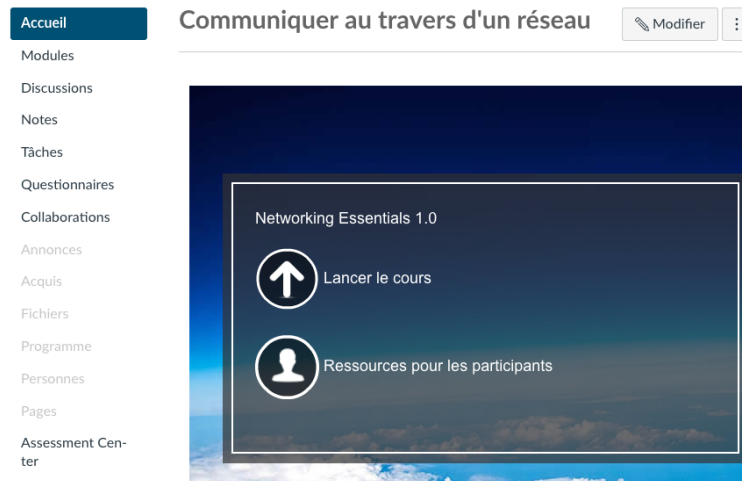 Accueil
Modules
Discussions
Notes
Tâches
Questionnaires
Collaborations
Annonces
Acquis
Fichiers
Programme
Personnes
Pages
Assessment Cen-
ter
Communiquer au travers d'un réseau
Modifier
Networking Essentials 1.0
Lancer le cours
Ressources pour les participants